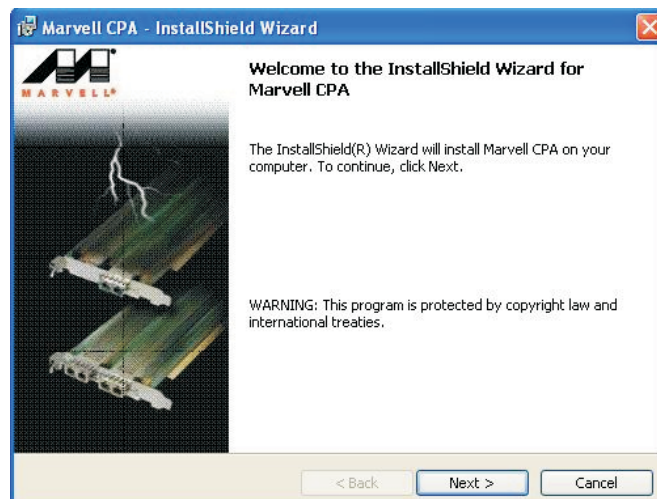 Marvell CPA - InstallShield Wizard
MARVELL®
Welcome to the InstallShield Wizard for
Marvell CPA
The InstallShield(R) Wizard will install Marvell CPA on your
computer. To continue, click Next.
WARNING: This program is protected by copyright law and
international treaties.
< Back
Next >
Cancel